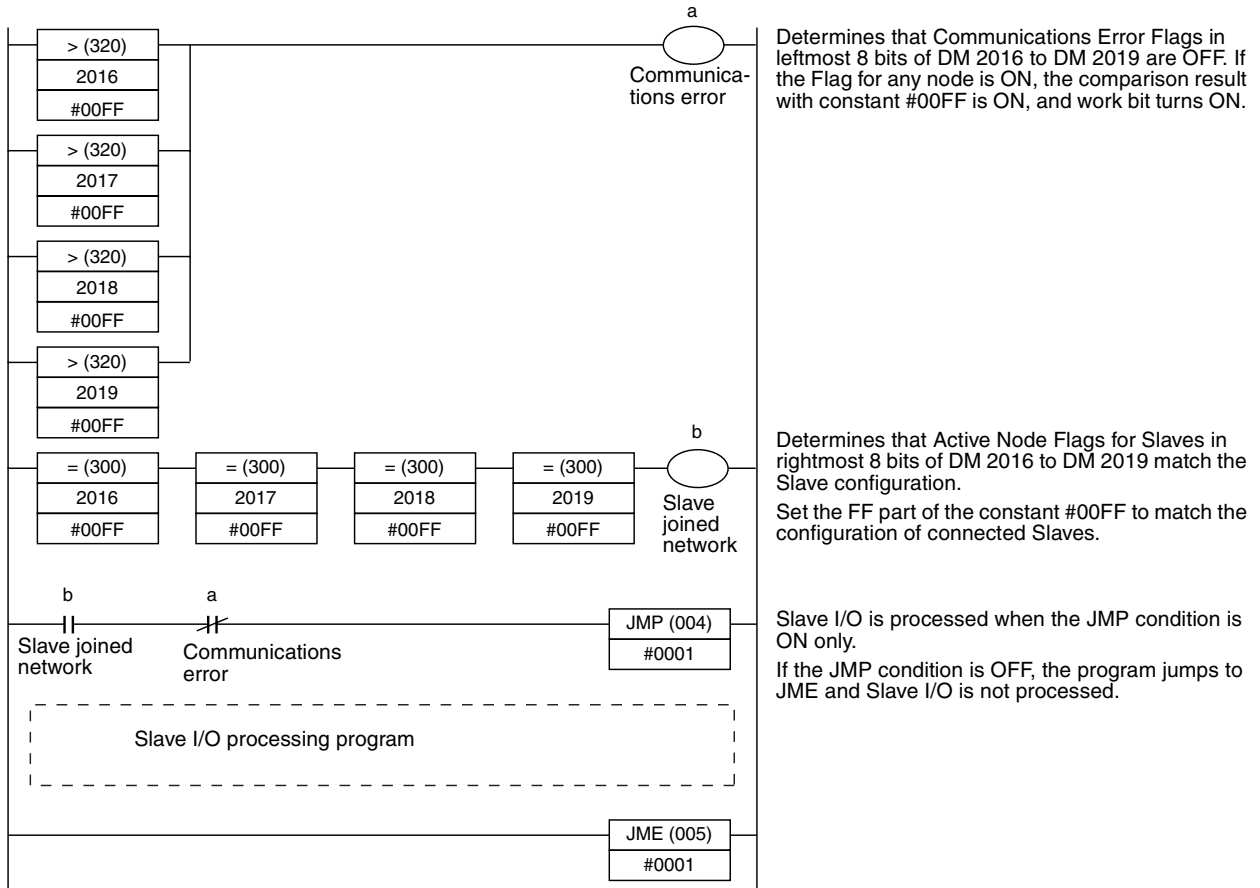 a
> (320)
2016
#00FF
Communica-
tions error
Determines that Communications Error Flags in
leftmost 8 bits of DM 2016 to DM 2019 are OFF. If
the Flag for any node is ON, the comparison result
with constant #00FF is ON, and work bit turns ON.
> (320)
2017
#00FF
> (320)
2018
#00FF
> (320)
2019
#00FF
b
= (300)
2016
#00FF
= (300)
2017
#00FF
= (300)
2018
#00FF
= (300)
2019
#00FF
Slave
joined
network
Determines that Active Node Flags for Slaves in
rightmost 8 bits of DM 2016 to DM 2019 match the
Slave configuration.
Set the FF part of the constant #00FF to match the
configuration of connected Slaves.
b
a
Slave joined
network
Communications
error
JMP (004)
#0001
Slave I/O is processed when the JMP condition is
ON only.
If the JMP condition is OFF, the program jumps to
JME and Slave I/O is not processed.
Slave I/O processing program
JME (005)
#0001